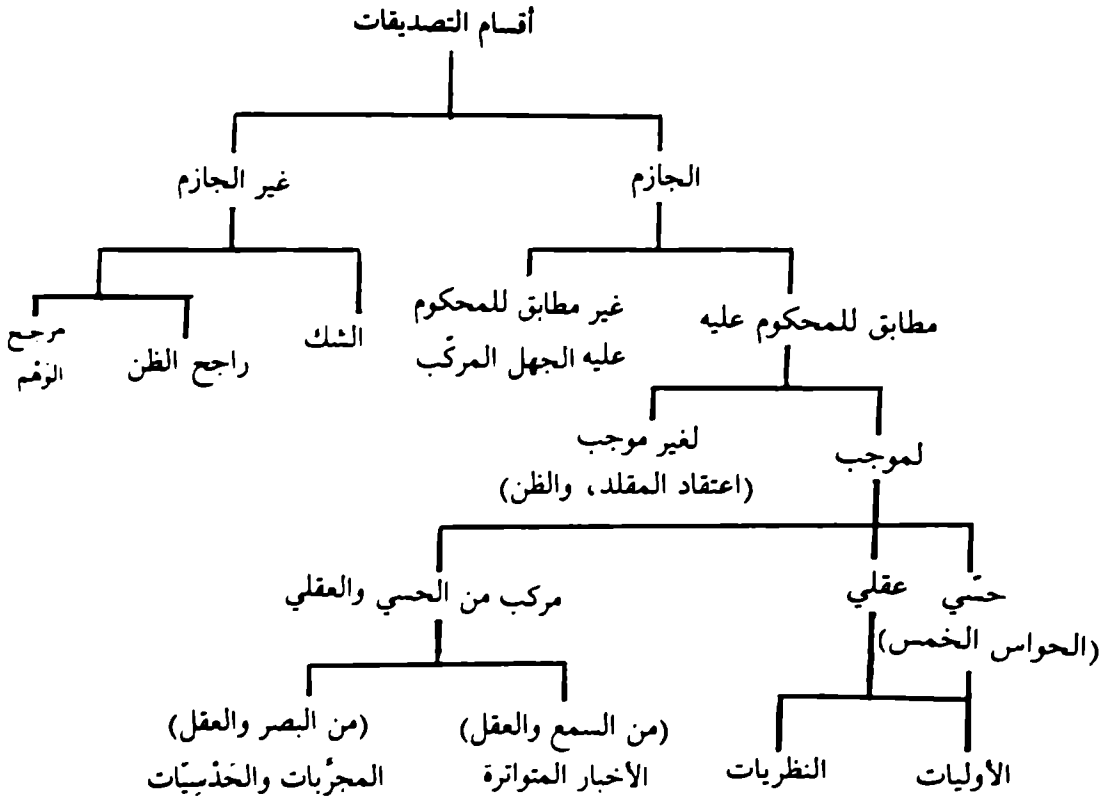 أقسام التصديقات
الجازم
غير الجازم
مطابق للمحكوم عليه
غير مطابق للمحكوم
عليه الجهل المركّب
الشك
راجح الظن
مرجح
الوَهْم
لموجب
لغير موجب
(اعتقاد المقلد، والظن)
حسّي
(الحواس الخمس)
عقلي
مركب من الحسي والعقلي
الأوليات
النظريات
(من السمع والعقل)
الأخبار المتواترة
(من البصر والعقل)
المجرَّبات والحَدْسِيّات